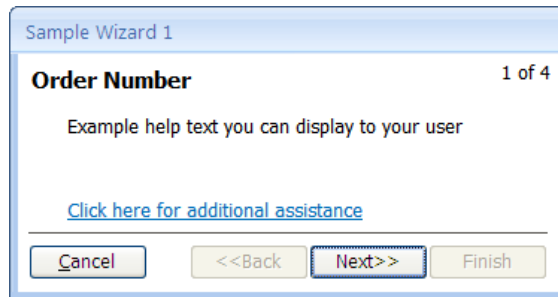 Sample Wizard 1
Order Number
1 of 4
Example help text you can display to your user
Click here for additional assistance
Cancel
<<Back
Next>>
Finish